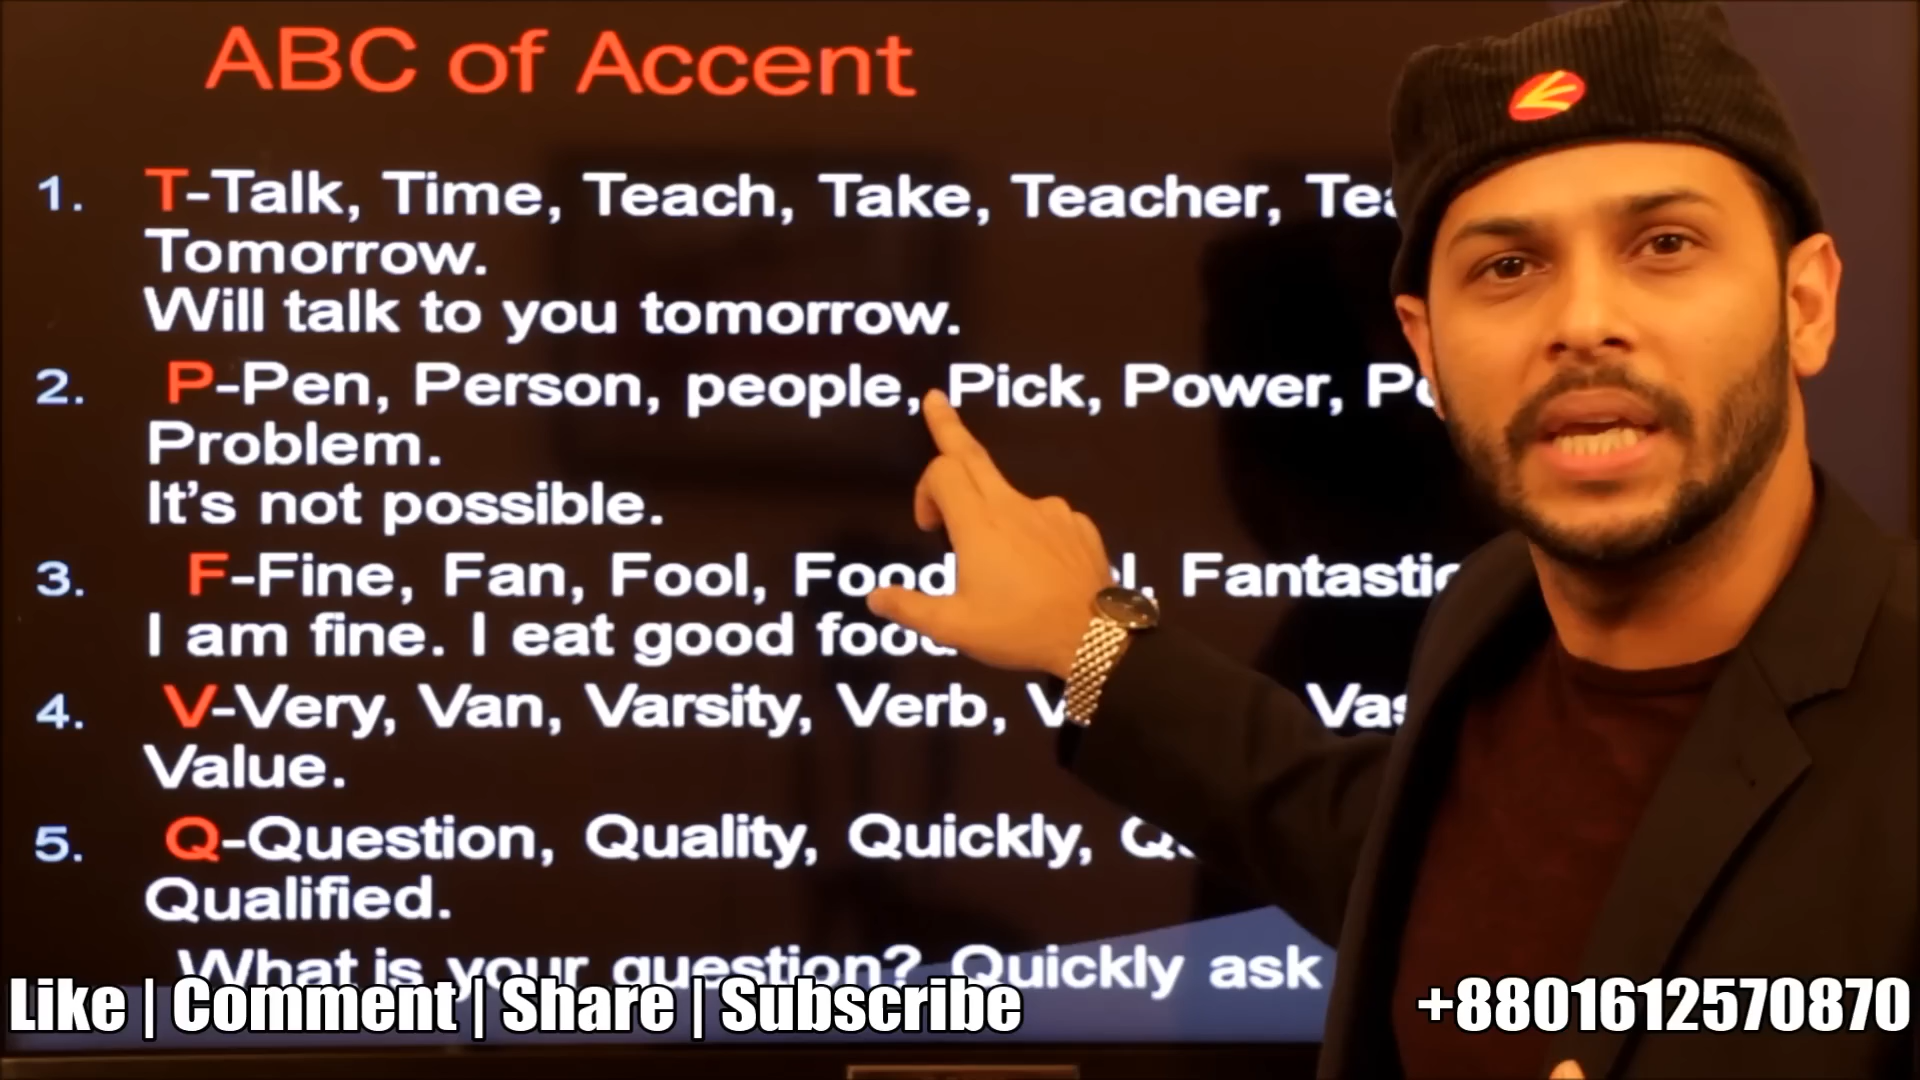 ABC of Accent
1. T-Talk, Time, Teach, Take, Teacher,
Tomorrow.
Will talk to you tomorrow.
2. P-Pen, Person, people, Pick, Power,
Problem.
It's not possible.
3. F-Fine, Fan, Fool, Food Fantastic
I am fine. I eat good food
4. V-Very, Van, Varsity, Verb,
Value.
5. Q-Question, Quality, Quickly,
Qualified.
What is your question? Quickly ask
Like | Comment | Share | Subscribe
+8801612570870